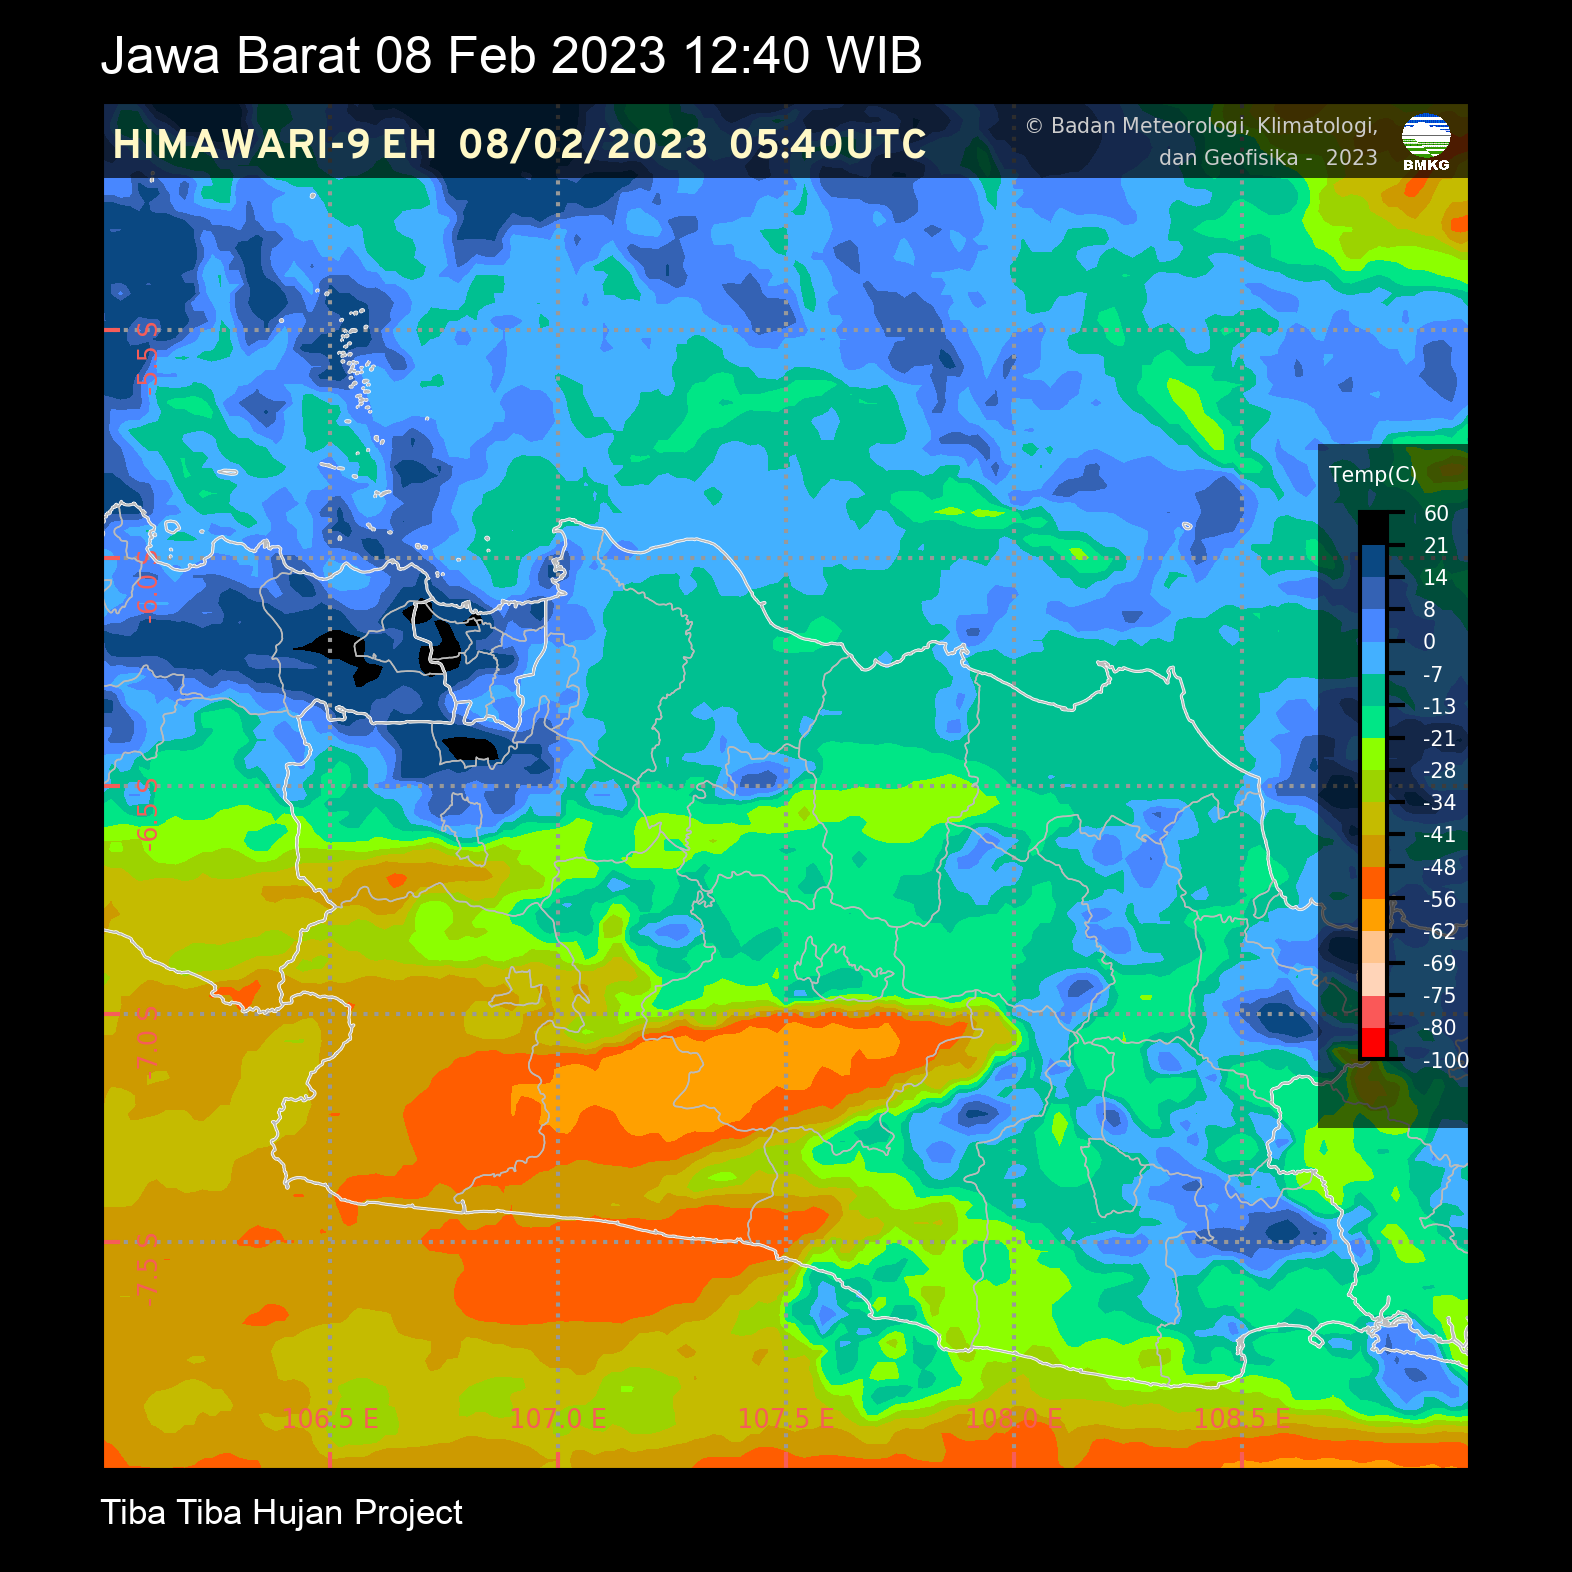 Jawa Barat 08 Feb 2023 12:40 WIB
HIMAWARI-9 EH 08/02/2023 05:40UTC
© Badan Meteorologi, Klimatologi,
dan Geofisika - 2023
BMKG
-5.5 S
-6.0 S
-6.5 S
-7.0 S
-7.5 S
Temp(C)
60
21
14
8
0
-7
-13
-21
-28
-34
-41
-48
-56
-62
-69
-75
-80
-100
106.5 E
107.0 E
107.5 E
108.0 E
108.5 E
Tiba Tiba Hujan Project